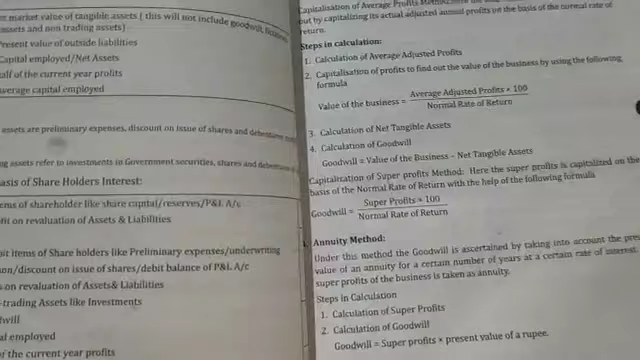 market value of tangible assets ( this will not include goodwill, fictitious
assets and non trading assets)
Present value of outside liabilities
Capital employed/Net Assets
alf of the current year profits
Average capital employed
assets are preliminary expenses, discount on issue of shares and debenture
ng assets refer to investments in Government securities, shares and debentures
asis of Share Holders Interest:
ems of shareholder like share capital/reserves/P&L A/c
fit on revaluation of Assets & Liabilities
bit items of Share holders like Preliminary expenses/underwriting
on/discount on issue of shares/debit balance of P&L A/c
on revaluation of Assets& Liabilities
-trading Assets like Investments
dwill
al employed
of the current year profits
Capitalisation of Average Profits Method:
out by capitalizing its actual adjusted annual profits on the basis of the normal rate of
return.
Steps in calculation:
1. Calculation of Average Adjusted Profits
2. Capitalisation of profits to find out the value of the business by using the following
formula
Value of the business = Average Adjusted Profits × 100
Normal Rate of Return
3. Calculation of Net Tangible Assets
4. Calculation of Goodwill
Goodwill = Value of the Business – Net Tangible Assets
Capitalisation of Super profits Method: Here the super profits is capitalized on the
basis of the Normal Rate of Return with the help of the following formula
Goodwill = Super Profits × 100
Normal Rate of Return
Annuity Method:
Under this method the Goodwill is ascertained by taking into account the pres
value of an annuity for a certain number of years at a certain rate of interest.
super profits of the business is taken as annuity.
Steps in Calculation
1. Calculation of Super Profits
2. Calculation of Goodwill
Goodwill = Super profits × present value of a rupee.